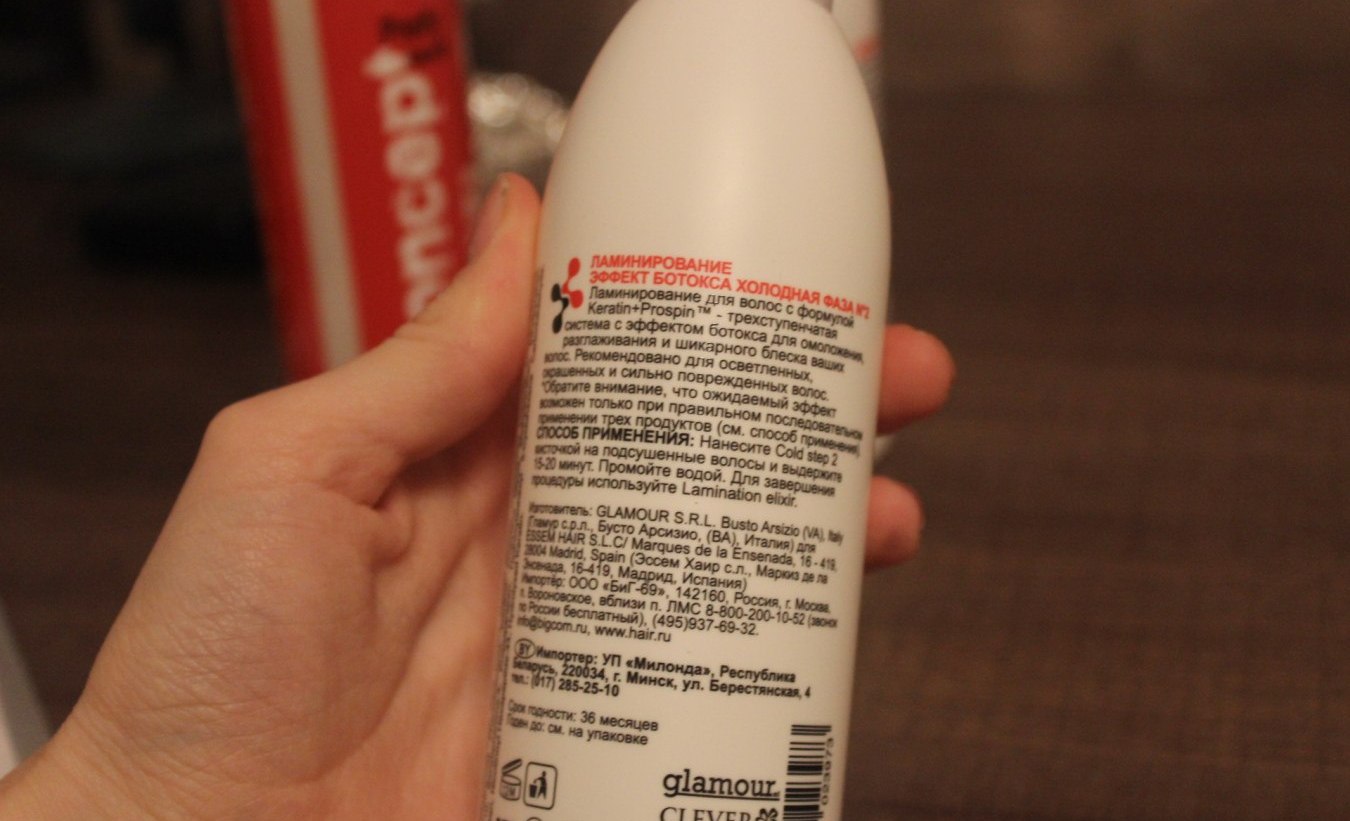 ЛАМИНИРОВАНИЕ
ЭФФЕКТ БОТОКСА ХОЛОДНАЯ ФАЗА №2
Ламинирование для волос с формулой
Keratin+Prospin™ - трехступенчатая
система с эффектом ботокса для омоложения,
разглаживания и шикарного блеска ваших
волос. Рекомендовано для осветленных,
окрашенных и сильно поврежденных волос.
*Обратите внимание, что ожидаемый эффект
возможен только при правильном последовательном
применении трех продуктов (см. способ применения)
СПОСОБ ПРИМЕНЕНИЯ: Нанесите Cold step 2
кисточкой на подсушенные волосы и выдержите
15-20 минут. Промойте водой. Для завершения
процедуры используйте Lamination elixir.
Изготовитель: GLAMOUR S.R.L. Busto Arsizio (VA), Italy
Гламур с.р.л., Бусто Арсизио, (ВА), Италия) для
ESSEM HAIR S.L.C/ Marques de la Ensenada, 16 - 419,
28004 Madrid, Spain (Эссем Хаир с.л., Маркиз де ла
Энсенада, 16-419, Мадрид, Испания)
Импортёр: ООО «БиГ-69», 142160, Россия, г. Москва,
п. Вороновское, вблизи п. ЛМС 8-800-200-10-52 (звонок
по России бесплатный), (495)937-69-32.
info@bigcom.ru, www.hair.ru
BY Импортер: УП «Милонда», Республика
Беларусь, 220034, г. Минск, ул. Берестянская, 4
тел.: (017) 285-25-10
Срок годности: 36 месяцев
Годен до: см. на упаковке
glamour
CLEVER
023973
oncept